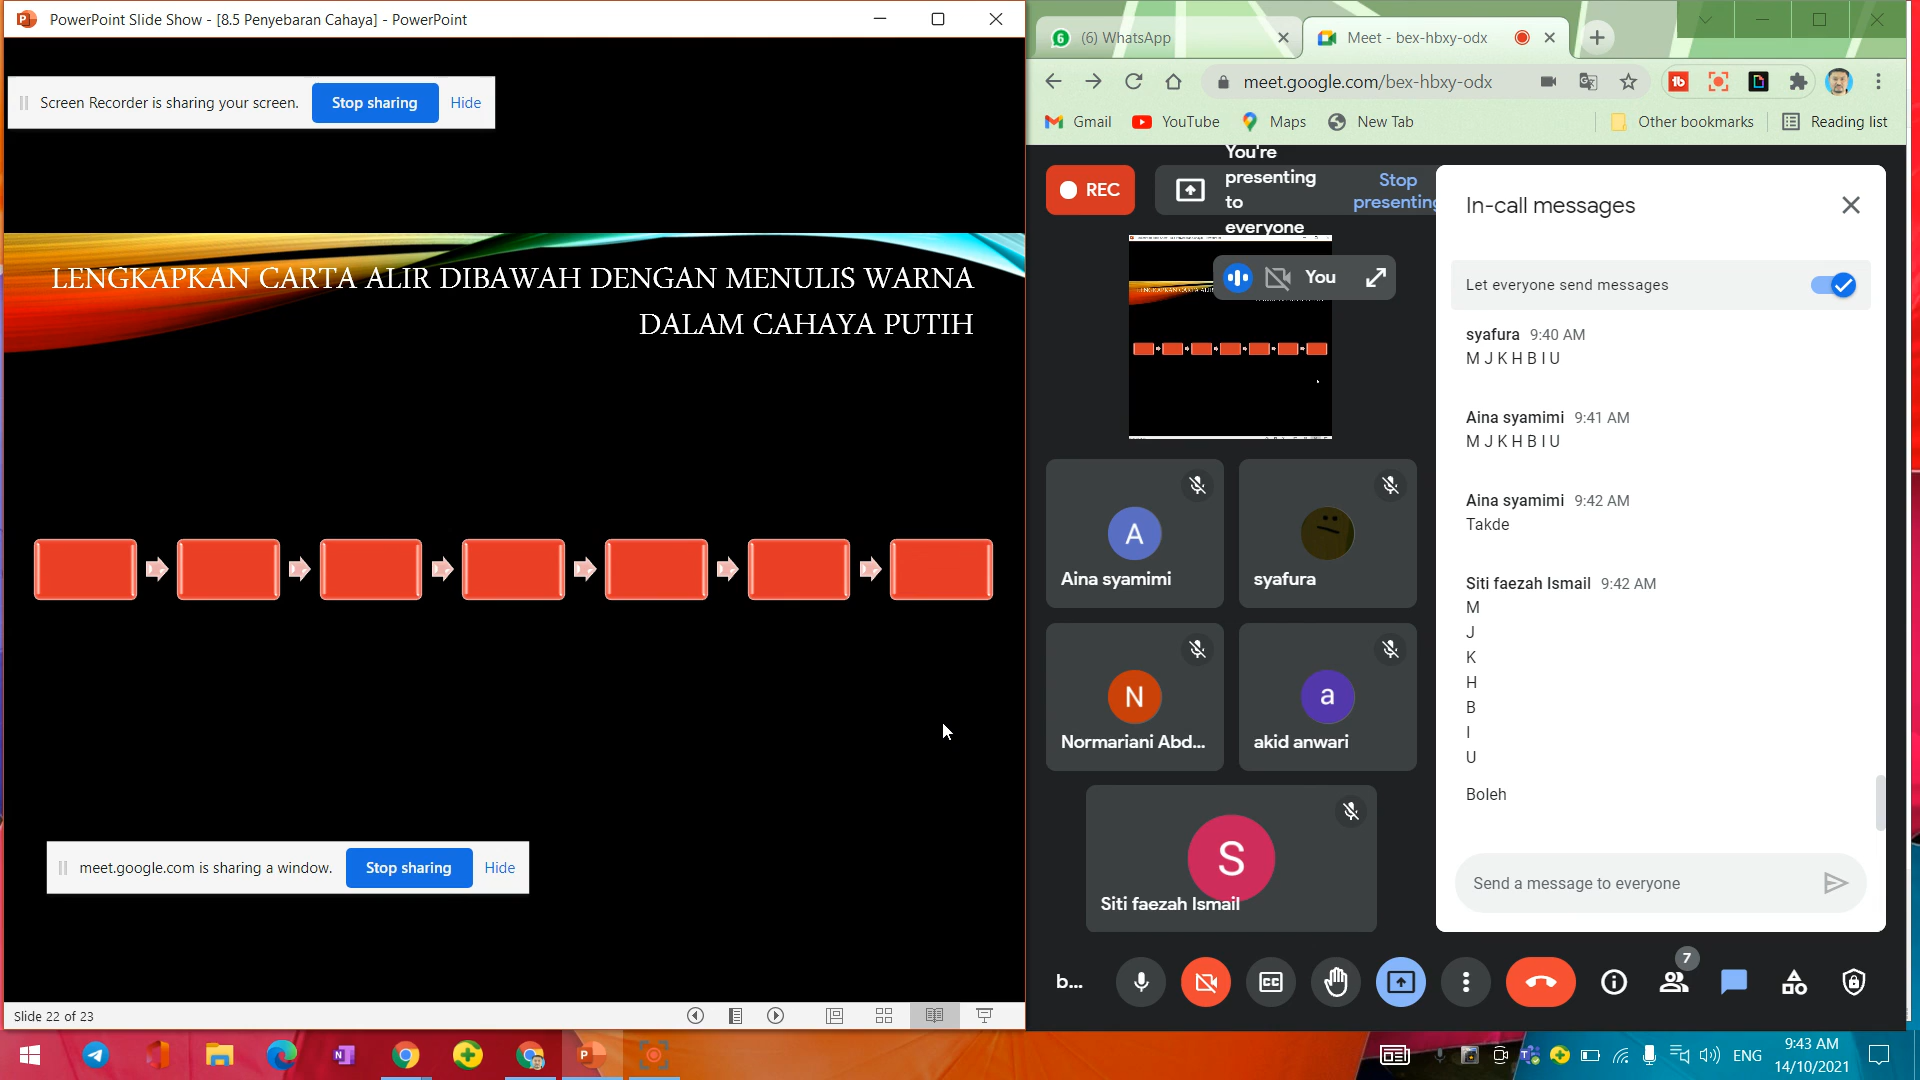 PowerPoint Slide Show - [8.5 Penyebaran Cahaya] - PowerPoint
Screen Recorder is sharing your screen. Stop sharing Hide
LENGKAPKAN CARTA ALIR DIBAWAH DENGAN MENULIS WARNA
DALAM CAHAYA PUTIH
meet.google.com is sharing a window. Stop sharing Hide
Slide 22 of 23
(6) WhatsApp
Meet - bex-hbxy-odx
meet.google.com/bex-hbxy-odx
Gmail YouTube Maps New Tab Other bookmarks Reading list
REC
You're
presenting
to
everyone
Stop
presenting
You
A
Aina syamimi
syafura
N
Normariani Abd...
a
akid anwari
S
Siti faezah Ismail
In-call messages
Let everyone send messages
syafura 9:40 AM
M J K H B I U
Aina syamimi 9:41 AM
M J K H B I U
Aina syamimi 9:42 AM
Takde
Siti faezah Ismail 9:42 AM
M
J
K
H
B
I
U
Boleh
Send a message to everyone
b...
7
ENG
9:43 AM
14/10/2021